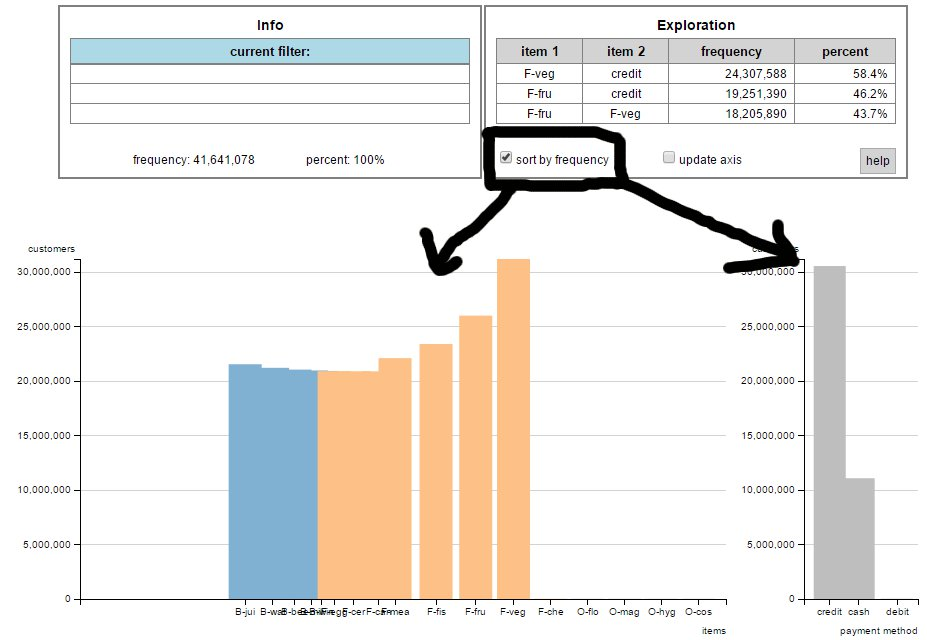 Info
current filter:
frequency: 41,641,078 percent: 100%
Exploration
item 1 item 2 frequency percent
F-veg credit 24,307,588 58.4%
F-fru credit 19,251,390 46.2%
F-fru F-veg 18,205,890 43.7%
sort by frequency update axis help
customers
30,000,000
25,000,000
20,000,000
15,000,000
10,000,000
5,000,000
0
B-jui F-mea F-fis F-fru F-veg F-che O-flo O-mag O-hyg O-cos
items
30,000,000
25,000,000
20,000,000
15,000,000
10,000,000
5,000,000
0
credit cash debit
payment method